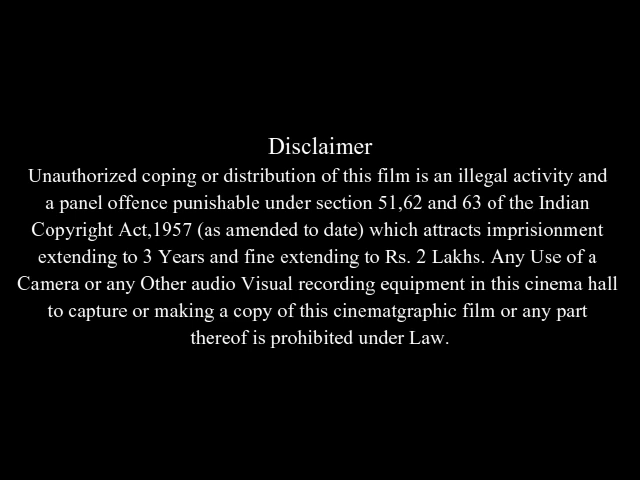 Disclaimer
Unauthorized coping or distribution of this film is an illegal activity and
a panel offence punishable under section 51,62 and 63 of the Indian
Copyright Act,1957 (as amended to date) which attracts imprisionment
extending to 3 Years and fine extending to Rs. 2 Lakhs. Any Use of a
Camera or any Other audio Visual recording equipment in this cinema hall
to capture or making a copy of this cinematgraphic film or any part
thereof is prohibited under Law.